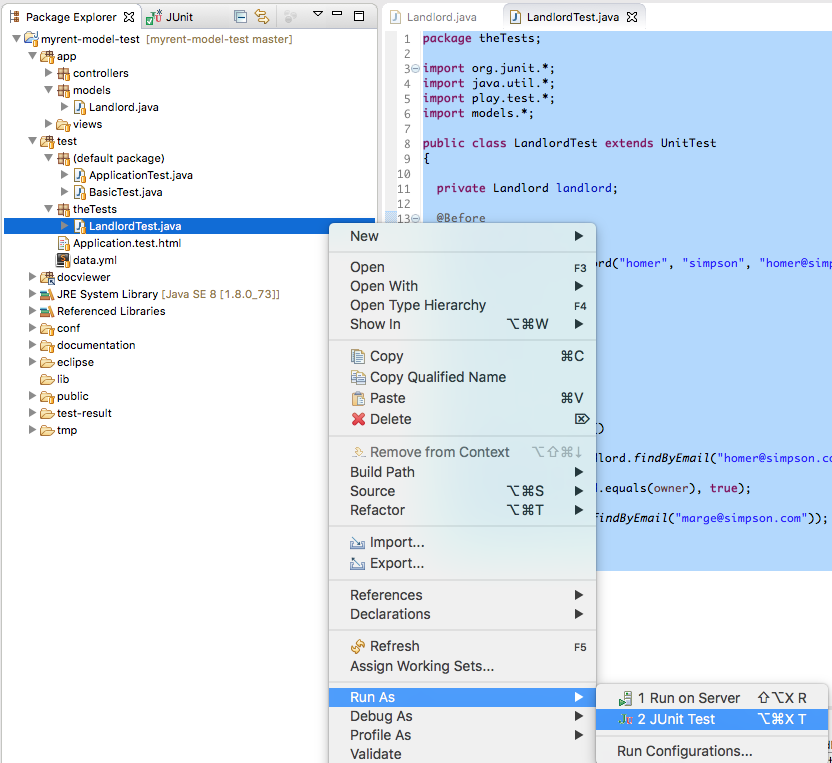 Package Explorer
JUnit
myrent-model-test [myrent-model-test master]
app
controllers
models
Landlord.java
views
test
(default package)
ApplicationTest.java
BasicTest.java
theTests
LandlordTest.java
Application.test.html
data.yml
docviewer
JRE System Library [Java SE 8 [1.8.0_73]]
Referenced Libraries
conf
documentation
eclipse
lib
public
test-result
tmp
Landlord.java
LandlordTest.java
1 package theTests;
2
3 import org.junit.*;
4 import java.util.*;
5 import play.test.*;
6 import models.*;
7
8 public class LandlordTest extends UnitTest
9 {
10
11 private Landlord landlord;
12
13 @Before
ord("homer", "simpson", "homer@simp
()
lord.findByEmail("homer@simpson.co
.equals(owner), true);
findByEmail("marge@simpson.com"));
New
Open F3
Open With
Open Type Hierarchy F4
Show In ⌥⌘W
Copy ⌘C
Copy Qualified Name
Paste ⌘V
Delete ⌦
Remove from Context ⌥⇧⌘↓
Build Path
Source ⌥⌘S
Refactor ⌥⌘T
Import...
Export...
References
Declarations
Refresh F5
Assign Working Sets...
Run As
Debug As
Profile As
Validate
1 Run on Server ⇧⌥X R
2 JUnit Test ⌥⌘X T
Run Configurations...